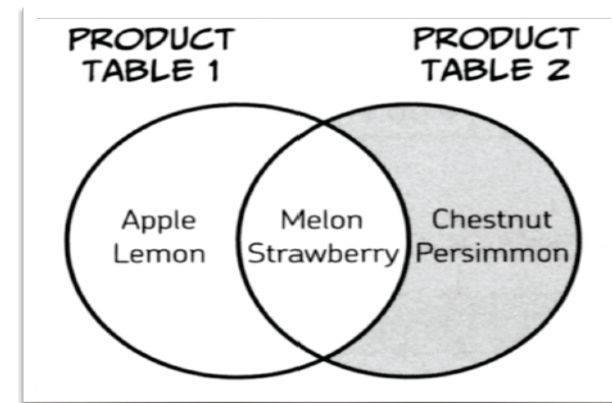 PRODUCT
TABLE 1
PRODUCT
TABLE 2
Apple
Lemon
Melon
Strawberry
Chestnut
Persimmon